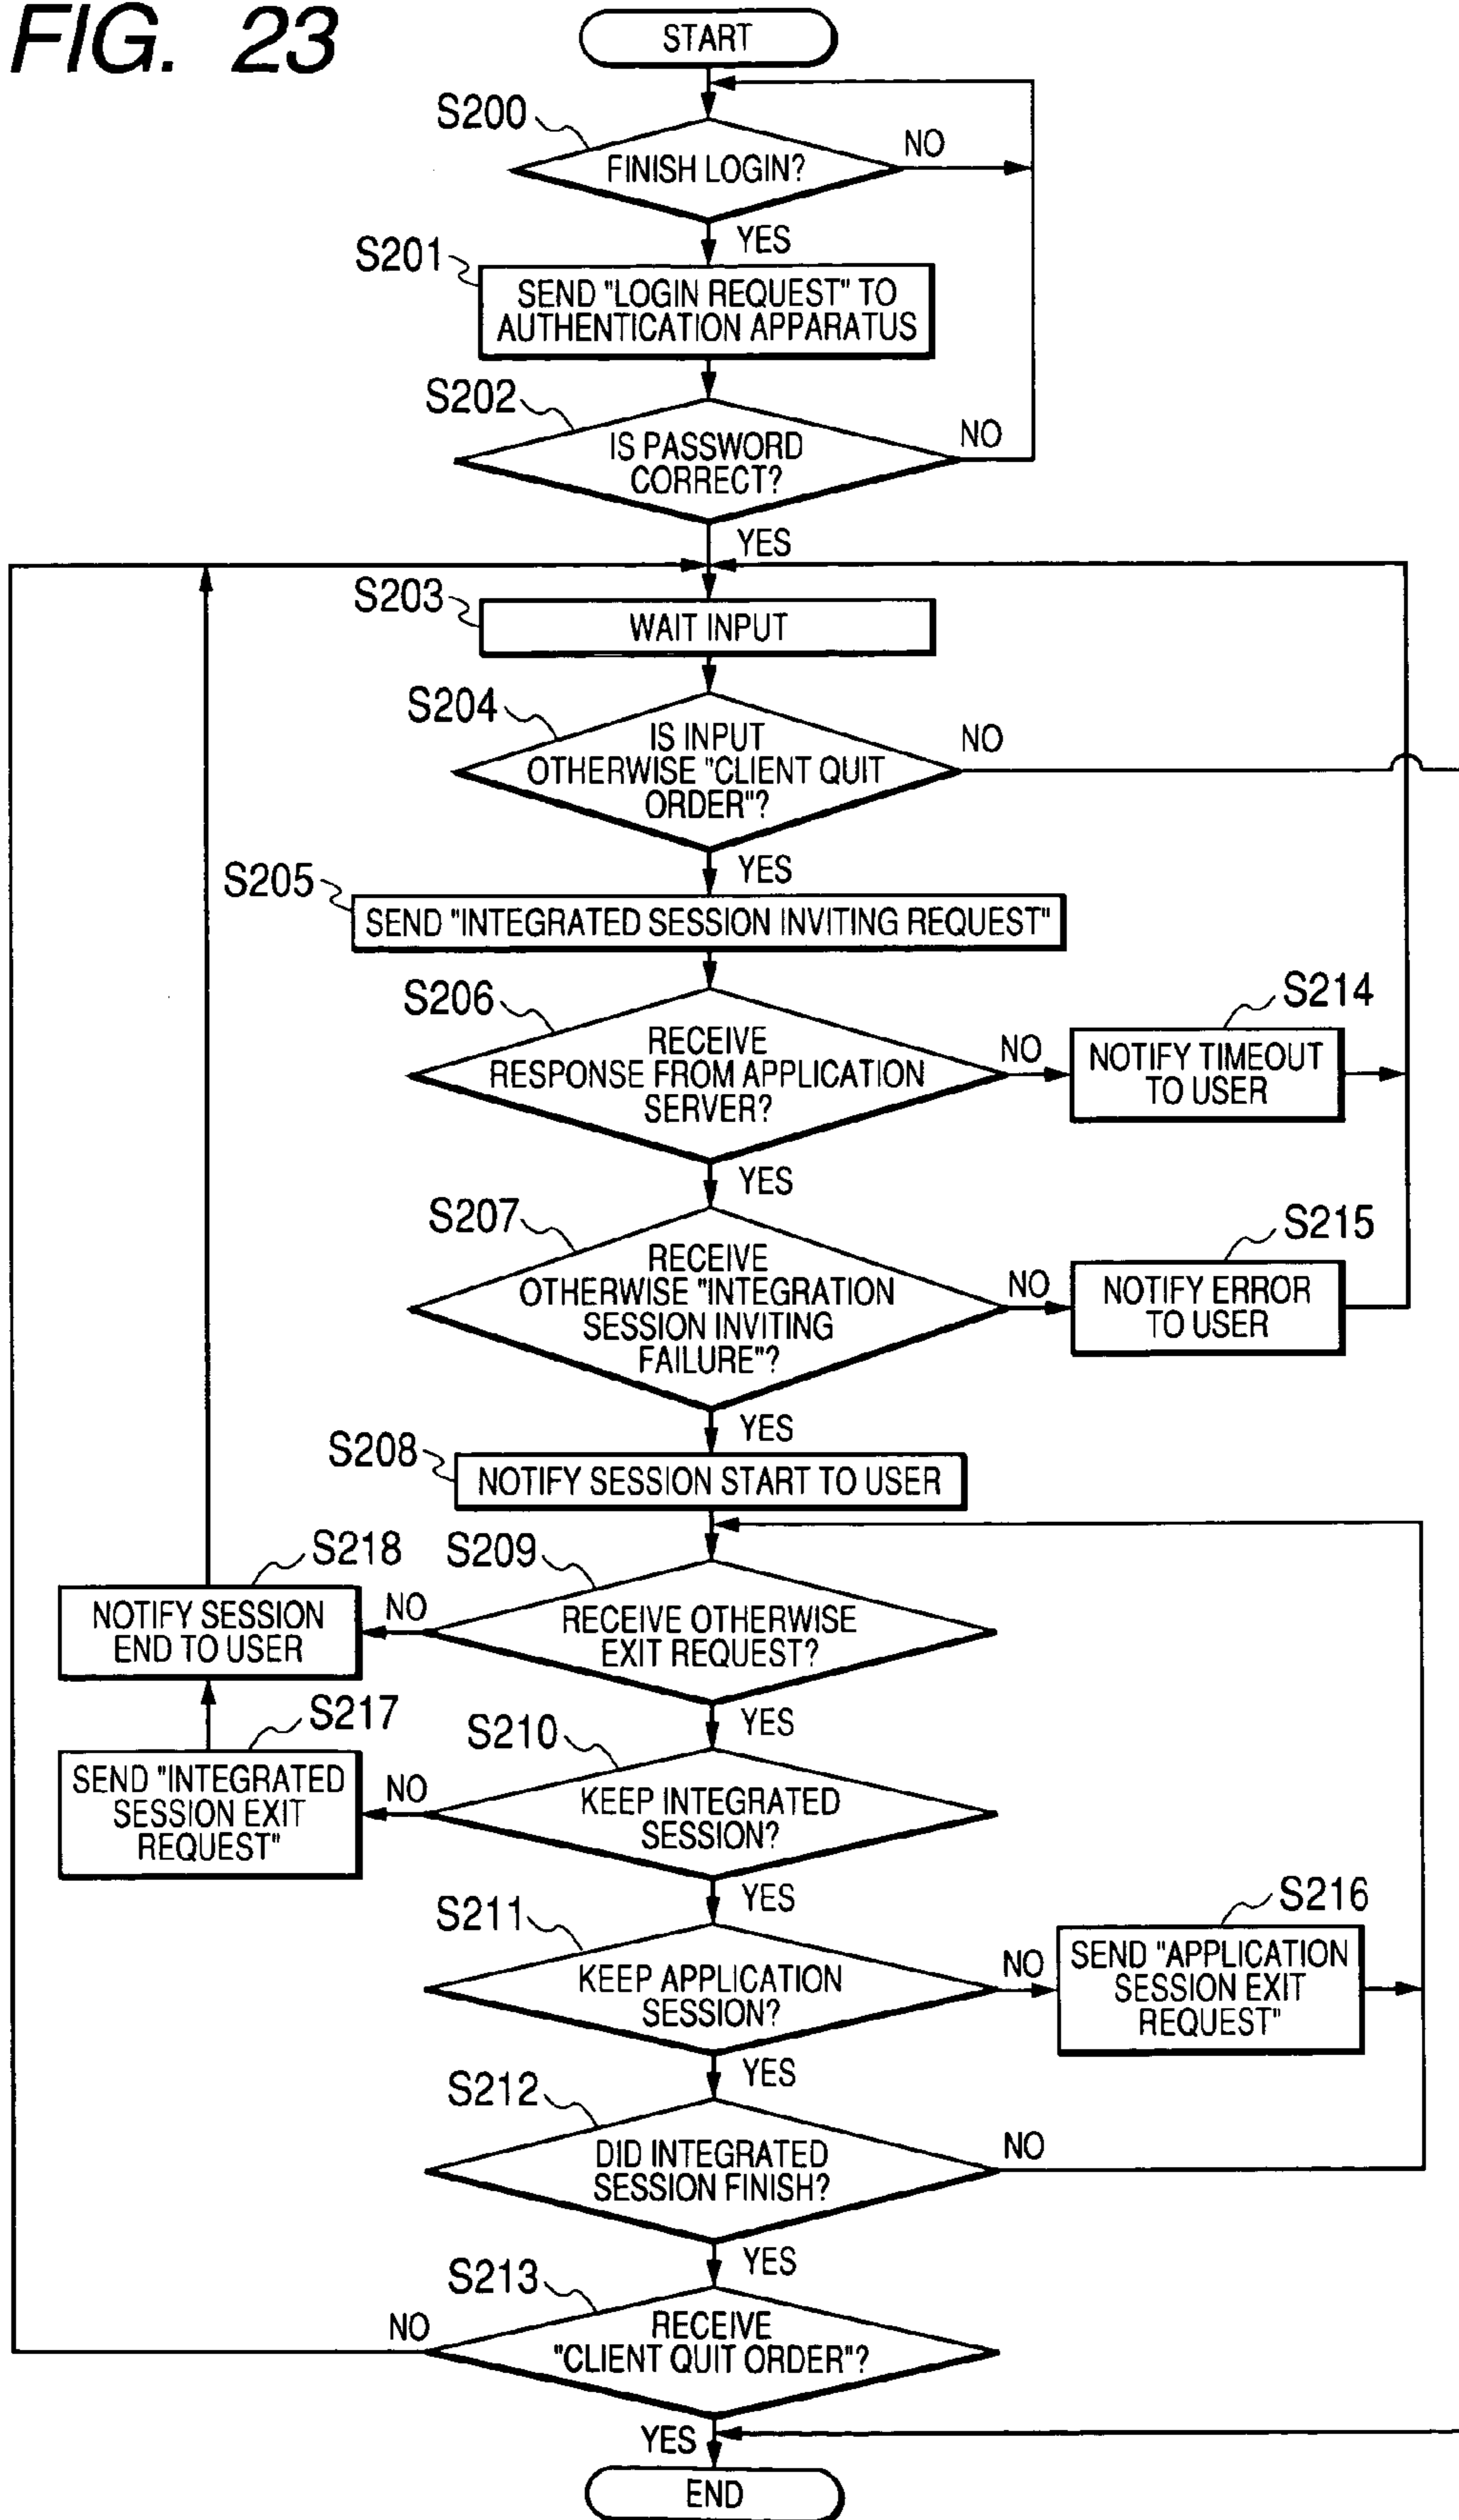 FIG. 23
START
S200
FINISH LOGIN?
NO
YES
S201
SEND "LOGIN REQUEST" TO
AUTHENTICATION APPARATUS
S202
IS PASSWORD
CORRECT?
NO
YES
S203
WAIT INPUT
S204
IS INPUT
OTHERWISE "CLIENT QUIT
ORDER"?
NO
YES
S205
SEND "INTEGRATED SESSION INVITING REQUEST"
S206
RECEIVE
RESPONSE FROM APPLICATION
SERVER?
NO
S214
NOTIFY TIMEOUT
TO USER
YES
S207
RECEIVE
OTHERWISE "INTEGRATION
SESSION INVITING
FAILURE"?
NO
S215
NOTIFY ERROR
TO USER
YES
S208
NOTIFY SESSION START TO USER
S218
NOTIFY SESSION
END TO USER
NO
S209
RECEIVE OTHERWISE
EXIT REQUEST?
YES
S217
SEND "INTEGRATED
SESSION EXIT
REQUEST"
NO
S210
KEEP INTEGRATED
SESSION?
YES
S211
KEEP APPLICATION
SESSION?
NO
S216
SEND "APPLICATION
SESSION EXIT
REQUEST"
YES
S212
DID INTEGRATED
SESSION FINISH?
NO
YES
S213
NO
RECEIVE
"CLIENT QUIT ORDER"?
YES
END